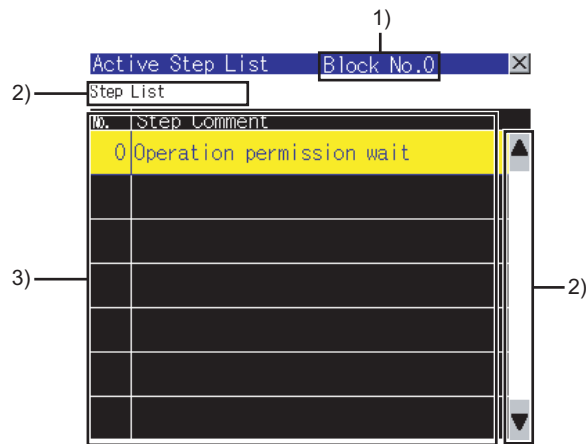 1)
Active Step List Block No.0
2)
Step List
No. Step Comment
0 Operation permission wait
3)
2)